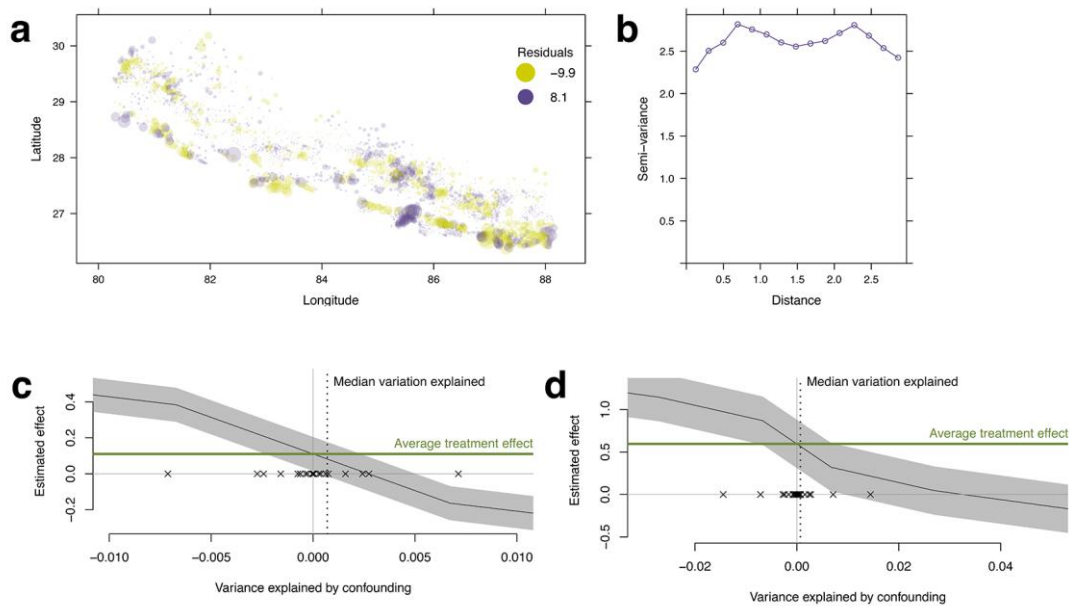 a
30
29
28
27
Latitude
80
82
84
86
88
Longitude
Residuals
−9.9
8.1
b
2.5
2.0
1.5
1.0
0.5
Semi−variance
0.5
1.0
1.5
2.0
2.5
Distance
c
0.4
0.2
0.0
−0.2
Estimated effect
Median variation explained
Average treatment effect
−0.010
−0.005
0.000
0.005
0.010
Variance explained by confounding
d
1.0
0.5
0.0
−0.5
Estimated effect
Median variation explained
Average treatment effect
−0.02
0.00
0.02
0.04
Variance explained by confounding